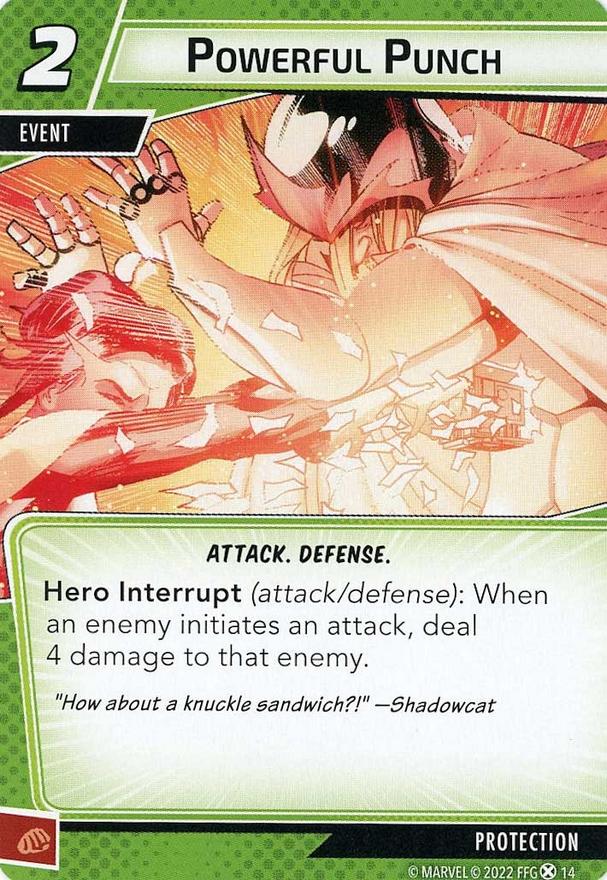 2
POWERFUL PUNCH
EVENT
ATTACK. DEFENSE.
Hero Interrupt (attack/defense): When
an enemy initiates an attack, deal
4 damage to that enemy.
"How about a knuckle sandwich?!" —Shadowcat
PROTECTION
© MARVEL © 2022 FFG 14